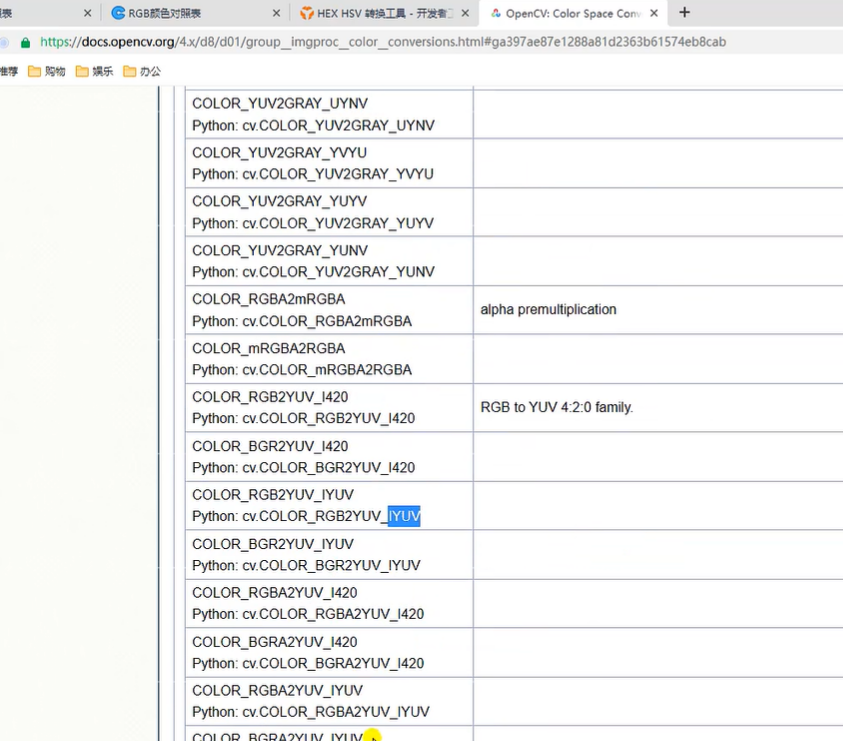 照表 × RGB颜色对照表 × HEX HSV 转换工具 - 开发者工 × OpenCV: Color Space Con × +
https://docs.opencv.org/4.x/d8/d01/group__imgproc__color__conversions.html#ga397ae87e1288a81d2363b61574eb8cab
推荐 购物 娱乐 办公
COLOR_YUV2GRAY_UYNV
Python: cv.COLOR_YUV2GRAY_UYNV
COLOR_YUV2GRAY_YVYU
Python: cv.COLOR_YUV2GRAY_YVYU
COLOR_YUV2GRAY_YUYV
Python: cv.COLOR_YUV2GRAY_YUYV
COLOR_YUV2GRAY_YUNV
Python: cv.COLOR_YUV2GRAY_YUNV
COLOR_RGBA2mRGBA
Python: cv.COLOR_RGBA2mRGBA
alpha premultiplication
COLOR_mRGBA2RGBA
Python: cv.COLOR_mRGBA2RGBA
COLOR_RGB2YUV_I420
Python: cv.COLOR_RGB2YUV_I420
RGB to YUV 4:2:0 family.
COLOR_BGR2YUV_I420
Python: cv.COLOR_BGR2YUV_I420
COLOR_RGB2YUV_IYUV
Python: cv.COLOR_RGB2YUV_IYUV
COLOR_BGR2YUV_IYUV
Python: cv.COLOR_BGR2YUV_IYUV
COLOR_RGBA2YUV_I420
Python: cv.COLOR_RGBA2YUV_I420
COLOR_BGRA2YUV_I420
Python: cv.COLOR_BGRA2YUV_I420
COLOR_RGBA2YUV_IYUV
Python: cv.COLOR_RGBA2YUV_IYUV
COLOR_BGRA2YUV_IYUV